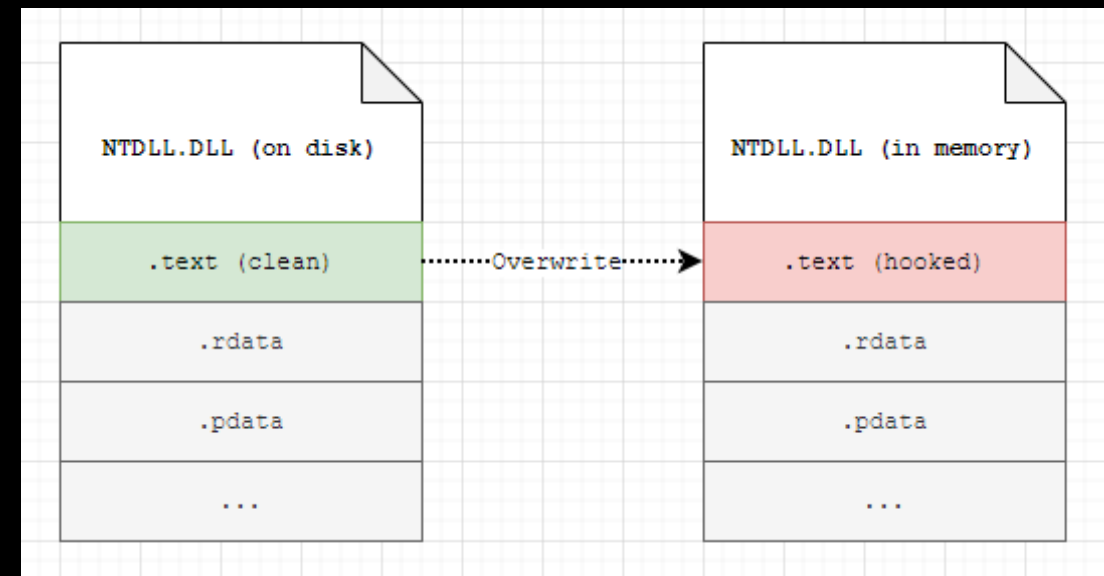 NTDLL.DLL (on disk)
NTDLL.DLL (in memory)
.text (clean)
Overwrite
.text (hooked)
.rdata
.rdata
.pdata
.pdata
...
...